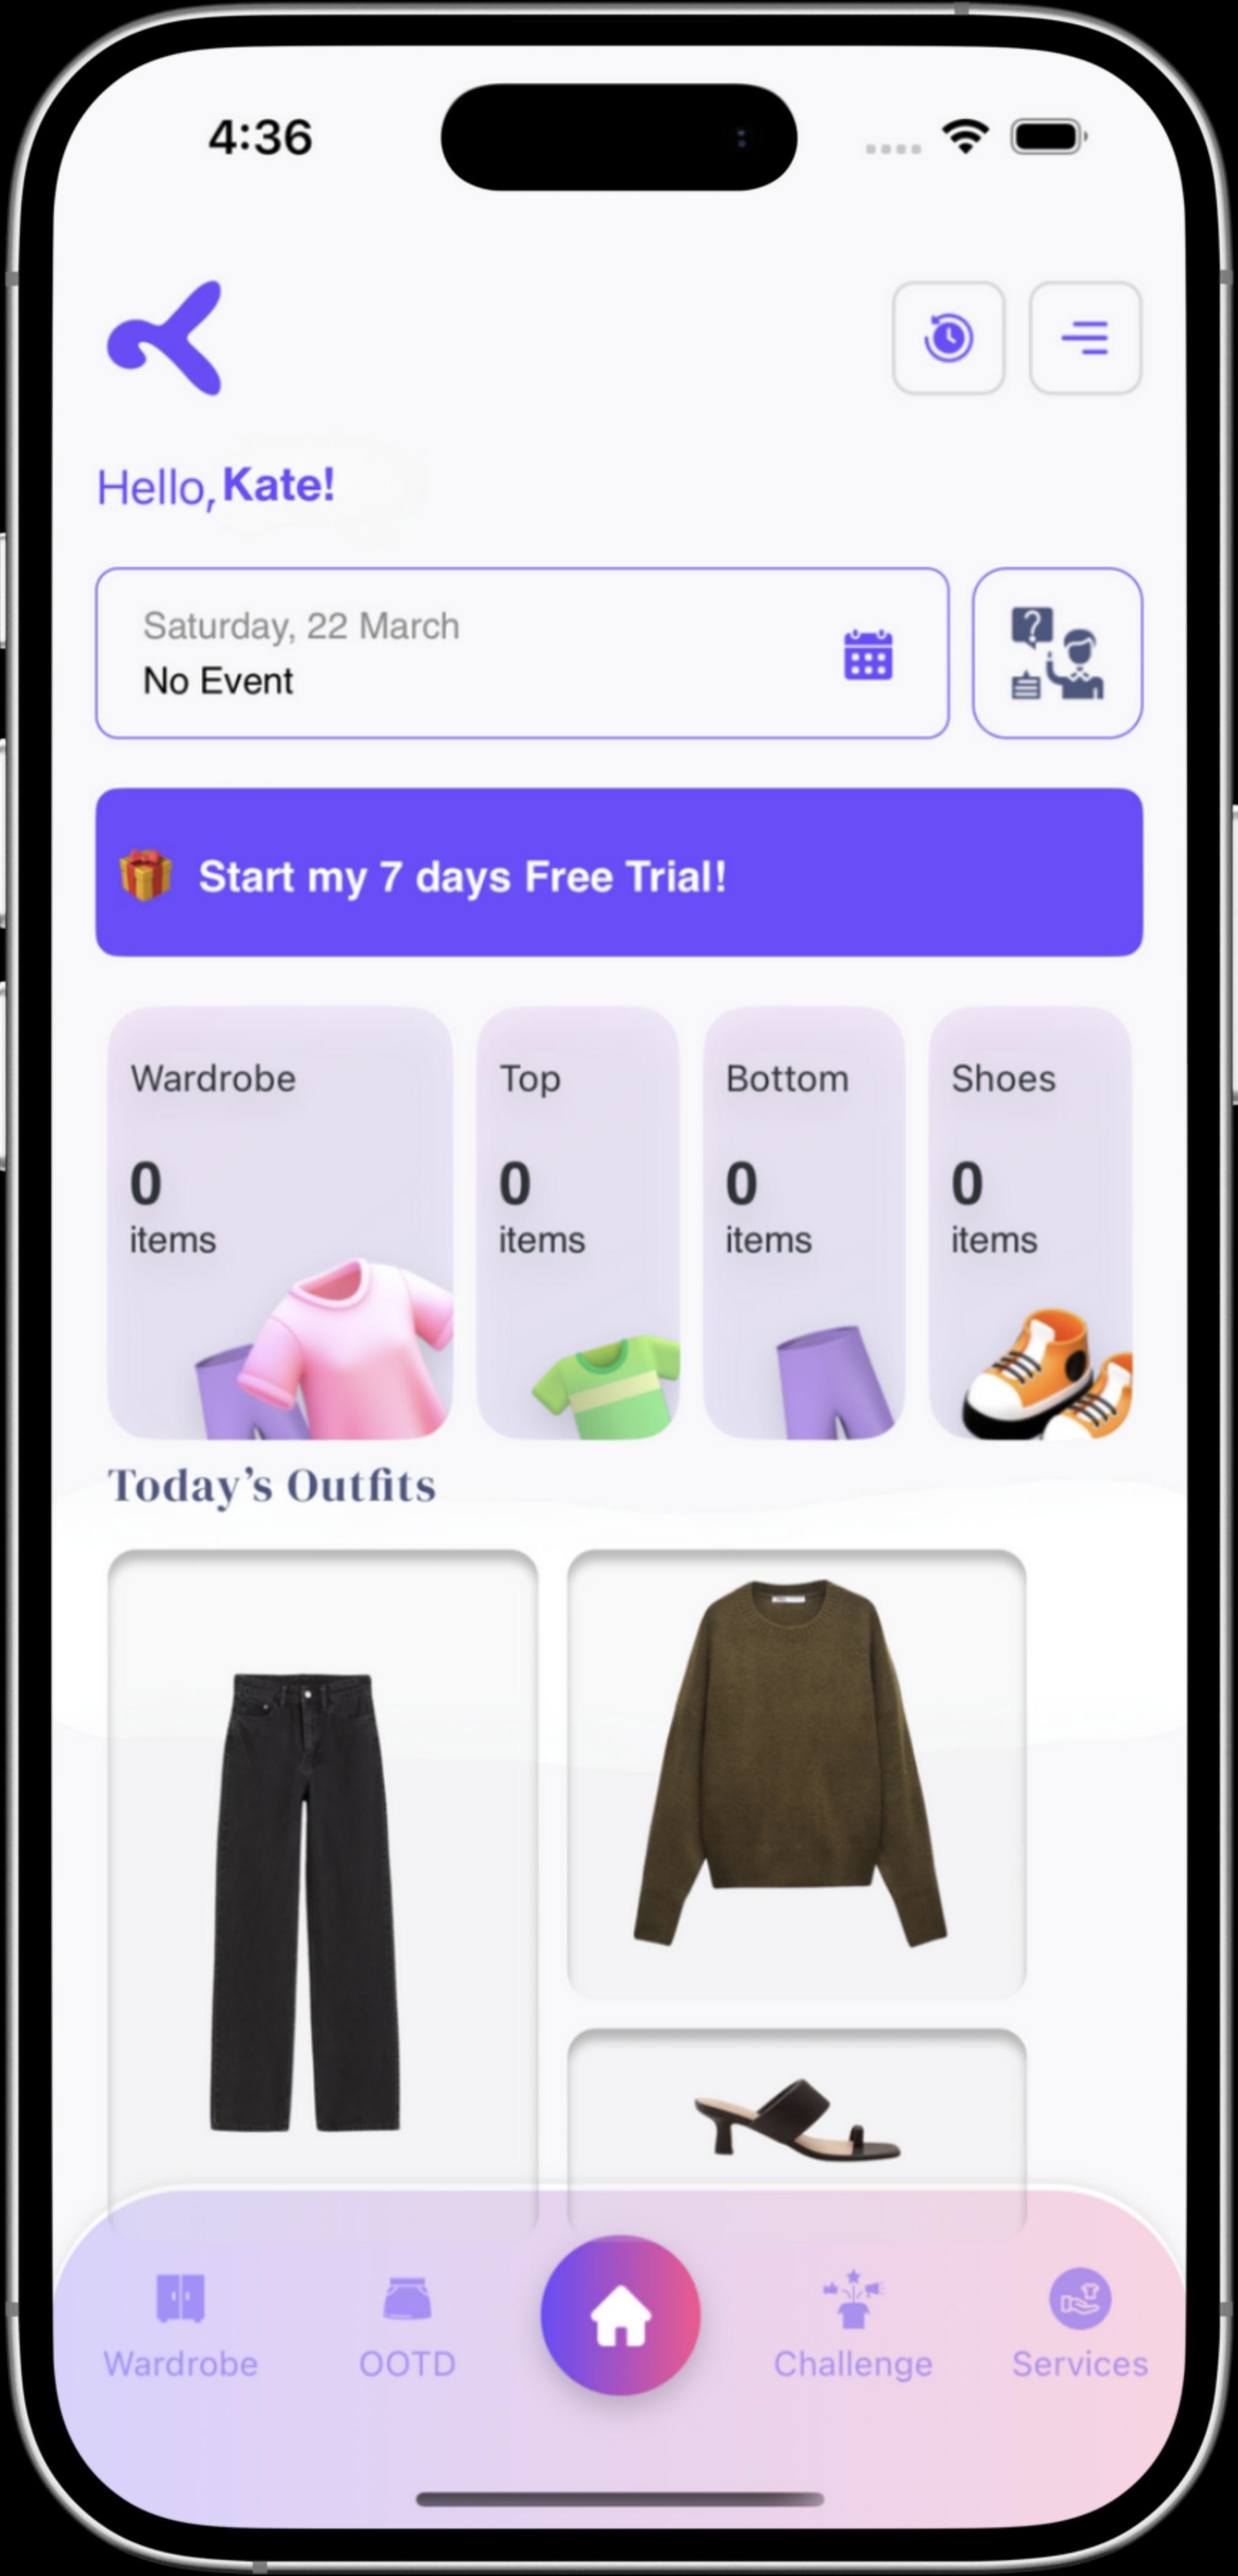 4:36
Hello, Kate!
Saturday, 22 March
No Event
Start my 7 days Free Trial!
Wardrobe
0
items
Top
0
items
Bottom
0
items
Shoes
0
items
Today's Outfits
Wardrobe
OOTD
Challenge
Services